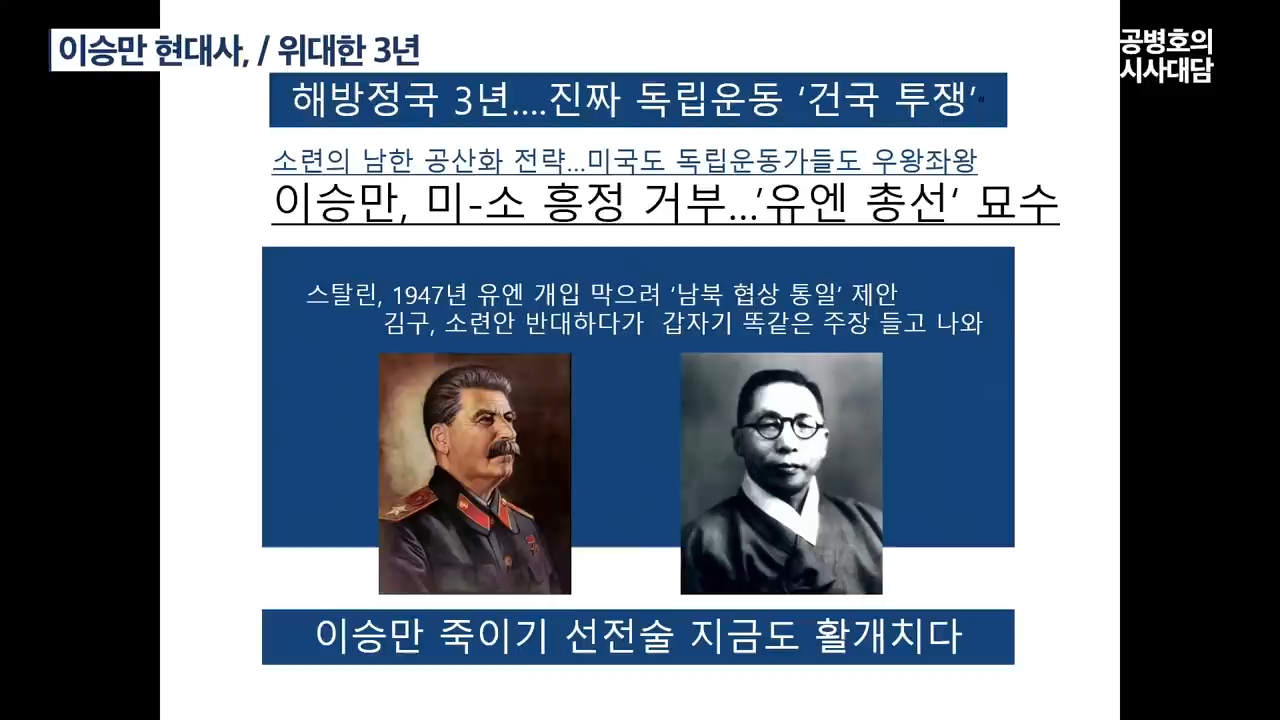 이승만 현대사, / 위대한 3년
공병호의
시사대담
해방정국 3년....진짜 독립운동 ‘건국 투쟁’"
소련의 남한 공산화 전략...미국도 독립운동가들도 우왕좌왕
이승만, 미-소 흥정 거부...’유엔 총선‘ 묘수
스탈린, 1947년 유엔 개입 막으려 ‘남북 협상 통일’ 제안
김구, 소련안 반대하다가 갑자기 똑같은 주장 들고 나와
이승만 죽이기 선전술 지금도 활개치다